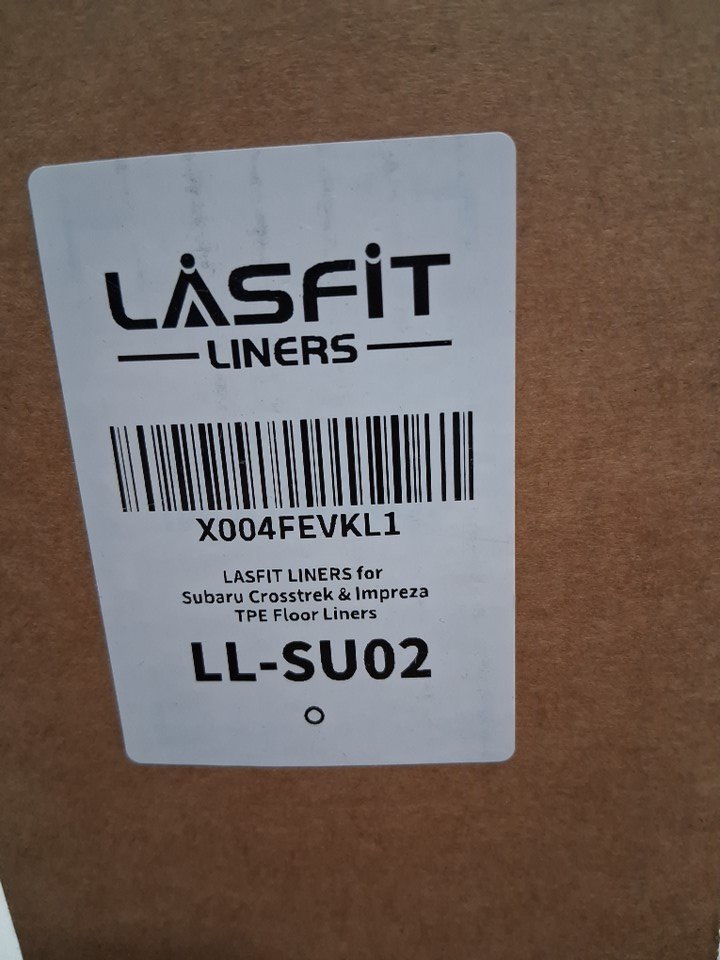 LASFIT
LINERS
X004FEVKL1
LASFIT LINERS for
Subaru Crosstrek & Impreza
TPE Floor Liners
LL-SU02